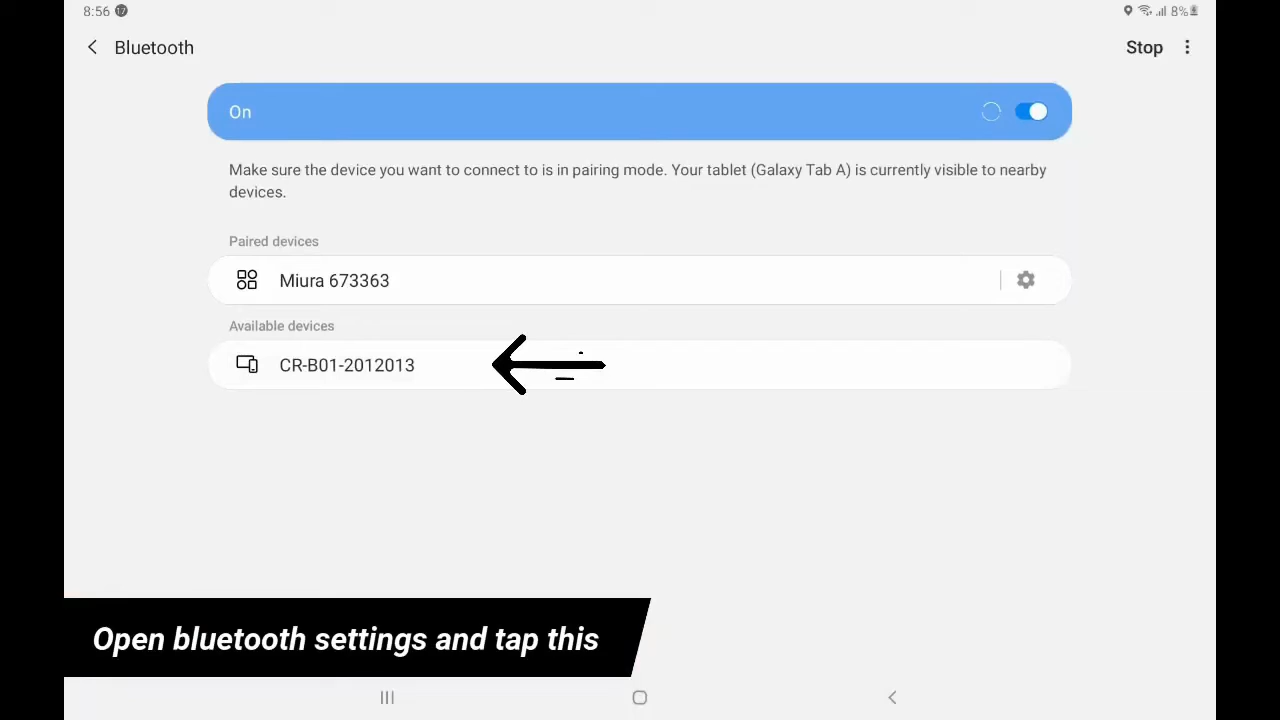 8:56 17 8%
Bluetooth Stop
On
Make sure the device you want to connect to is in pairing mode. Your tablet (Galaxy Tab A) is currently visible to nearby
devices.
Paired devices
Miura 673363
Available devices
CR-B01-2012013
Open bluetooth settings and tap this